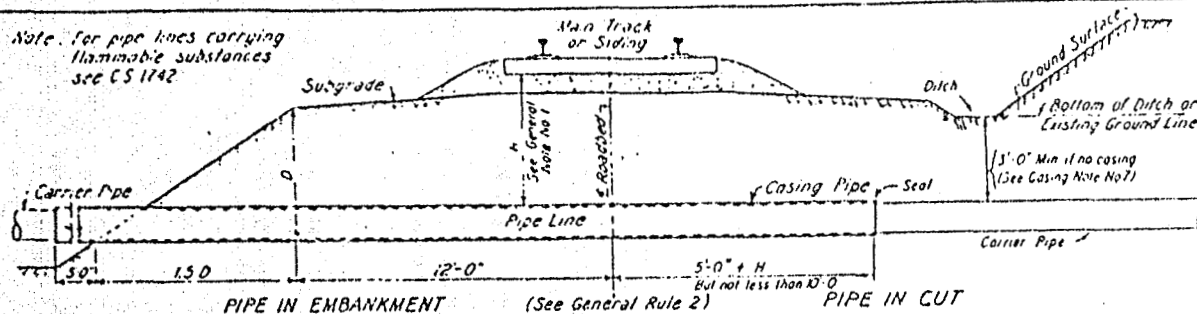 Note: For pipe lines carrying
flammable substances
see CS 1742
Main Track
or Siding
Subgrade
Ditch
Ground Surface
Bottom of Ditch or
Existing Ground Line
H
See General
Note No 1
℄ Roadbed
D
3'-0" Min if no casing
(See Casing Note No 7)
Carrier Pipe
Casing Pipe
Seal
Pipe Line
Carrier Pipe
3'0"
1.5 D
12'-0"
5'-0" + H
But not less than 10'-0
PIPE IN EMBANKMENT
(See General Rule 2)
PIPE IN CUT